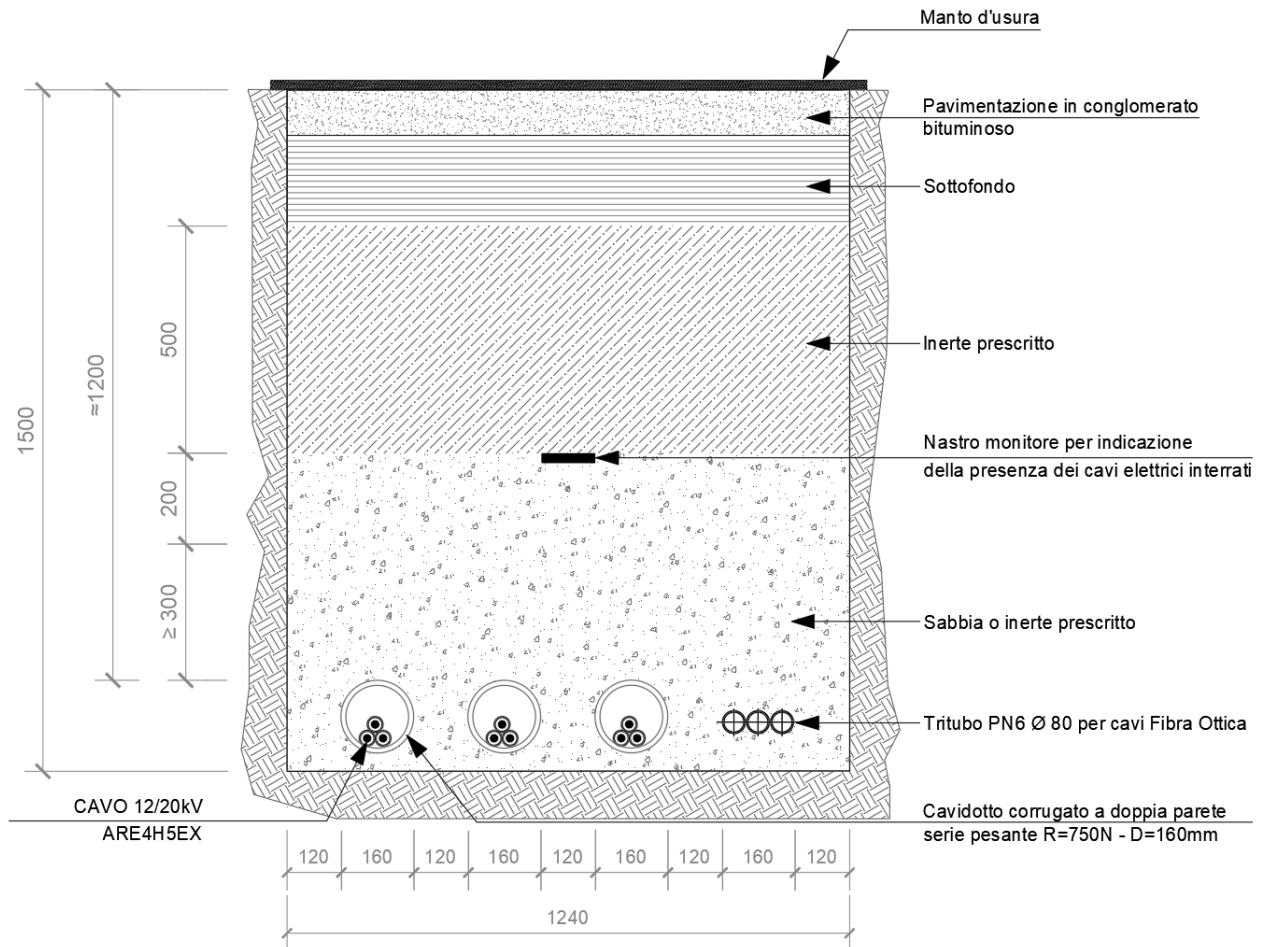 Manto d'usura
Pavimentazione in conglomerato
bituminoso
Sottofondo
Inerte prescritto
Nastro monitore per indicazione
della presenza dei cavi elettrici interrati
Sabbia o inerte prescritto
Tritubo PN6 Ø 80 per cavi Fibra Ottica
Cavidotto corrugato a doppia parete
serie pesante R=750N - D=160mm
CAVO 12/20kV
ARE4H5EX
1500
≈1200
500
200
≥ 300
120 160 120 160 120 160 120 160 120
1240